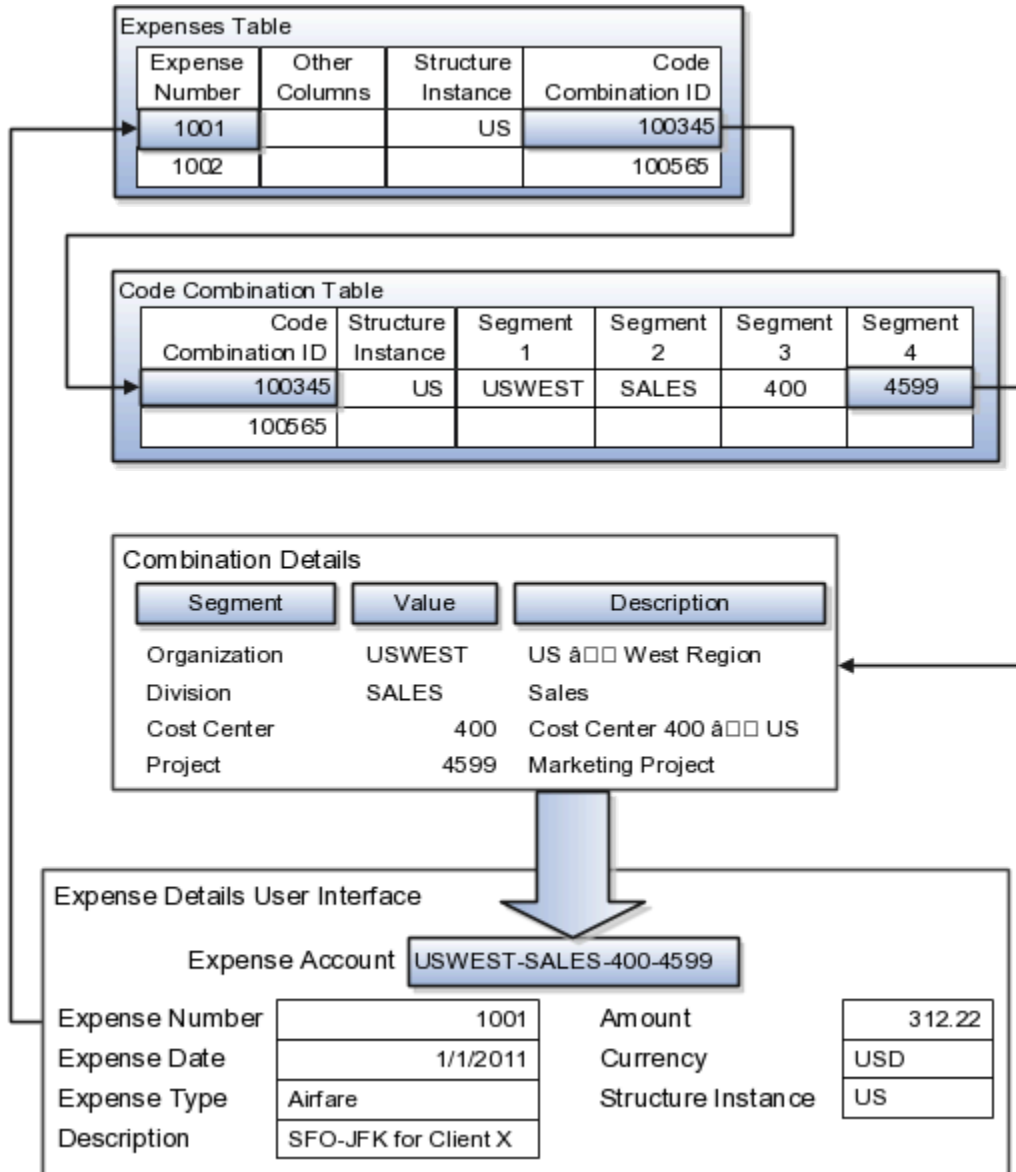 Expenses Table
Expense Number Other Columns Structure Instance Code Combination ID
1001 US 100345
1002 100565
Code Combination Table
Code Combination ID Structure Instance Segment 1 Segment 2 Segment 3 Segment 4
100345 US USWEST SALES 400 4599
100565
Combination Details
Segment Value Description
Organization USWEST US â□□ West Region
Division SALES Sales
Cost Center 400 Cost Center 400 â□□ US
Project 4599 Marketing Project
Expense Details User Interface
Expense Account USWEST-SALES-400-4599
Expense Number 1001 Amount 312.22
Expense Date 1/1/2011 Currency USD
Expense Type Airfare Structure Instance US
Description SFO-JFK for Client X